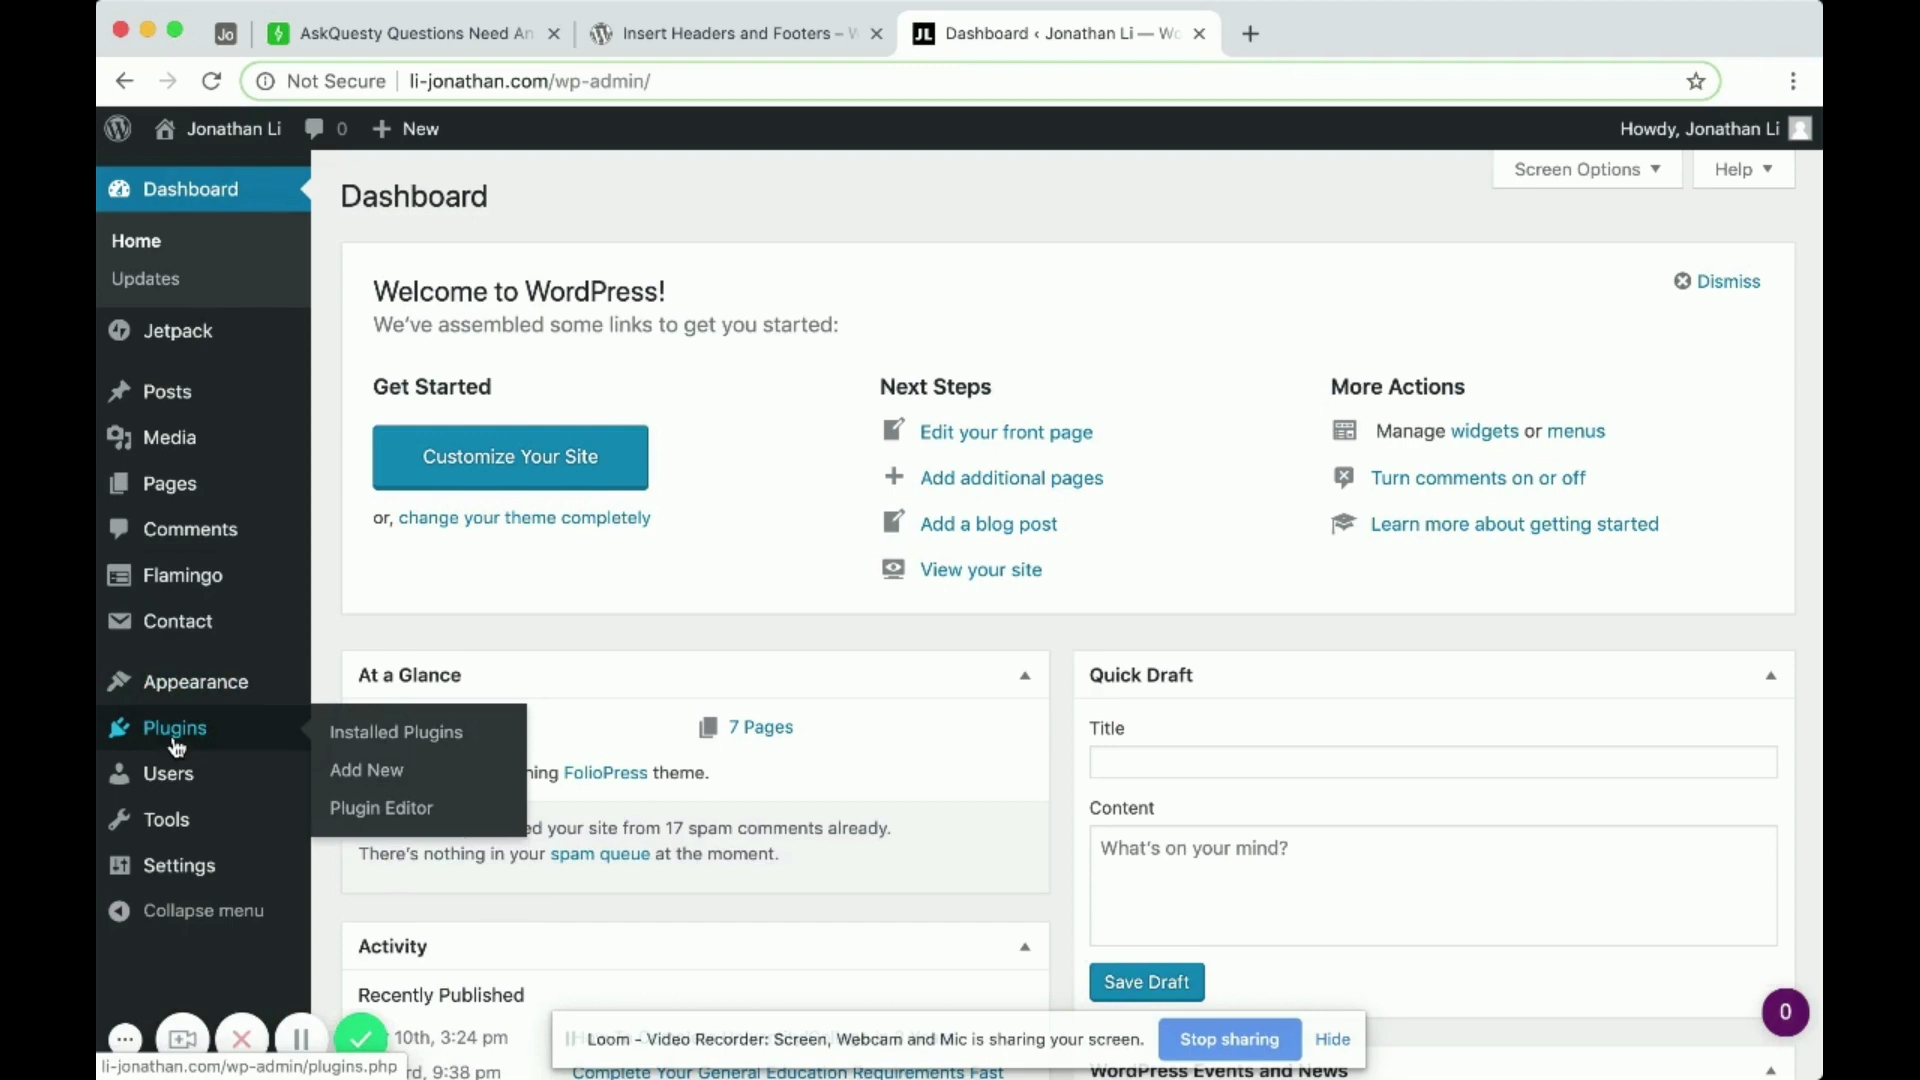 Jo
AskQuesty Questions Need An
Insert Headers and Footers – W
JL
Dashboard ‹ Jonathan Li — Wo
Not Secure
li-jonathan.com/wp-admin/
Jonathan Li
0
New
Howdy, Jonathan Li
Dashboard
Home
Updates
Jetpack
Posts
Media
Pages
Comments
Flamingo
Contact
Appearance
Plugins
Users
Tools
Settings
Collapse menu
Installed Plugins
Add New
Plugin Editor
Screen Options
Help
Dashboard
Welcome to WordPress!
We've assembled some links to get you started:
Dismiss
Get Started
Customize Your Site
or, change your theme completely
Next Steps
Edit your front page
Add additional pages
Add a blog post
View your site
More Actions
Manage widgets or menus
Turn comments on or off
Learn more about getting started
At a Glance
7 Pages
ning FolioPress theme.
ed your site from 17 spam comments already.
There's nothing in your spam queue at the moment.
Activity
Recently Published
10th, 3:24 pm
rd, 9:38 pm
Complete Your General Education Requirements Fast
Quick Draft
Title
Content
What's on your mind?
Save Draft
0
WordPress Events and News
Loom – Video Recorder: Screen, Webcam and Mic is sharing your screen.
Stop sharing
Hide
li-jonathan.com/wp-admin/plugins.php